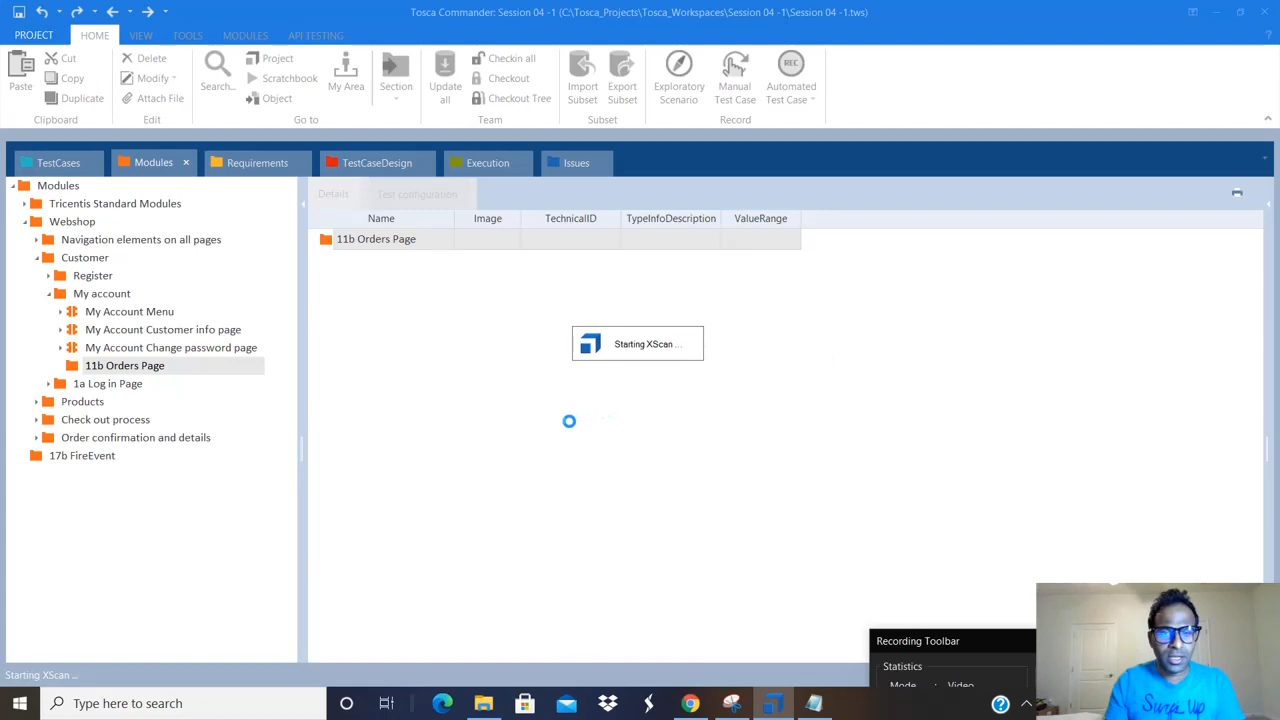 Tosca Commander: Session 04 -1 (C:\Tosca_Projects\Tosca_Workspaces\Session 04 -1\Session 04 -1.tws)
PROJECT HOME VIEW TOOLS MODULES API TESTING
Paste
Cut
Copy
Duplicate
Clipboard
Delete
Modify
Attach File
Edit
Search...
Project
Scratchbook
Object
My Area
Section
Go to
Update all
Checkin all
Checkout
Checkout Tree
Team
Import Subset
Export Subset
Subset
Exploratory Scenario
REC
Manual Test Case
Automated Test Case
Record
TestCases Modules Requirements TestCaseDesign Execution Issues
Modules
Tricentis Standard Modules
Webshop
Navigation elements on all pages
Customer
Register
My account
My Account Menu
My Account Customer info page
My Account Change password page
11b Orders Page
1a Log in Page
Products
Check out process
Order confirmation and details
17b FireEvent
Details Test configuration
Name Image TechnicalID TypeInfoDescription ValueRange
11b Orders Page
Starting XScan ...
Recording Toolbar
Statistics
Mode : Video
Surge Up
Starting XScan ...
Type here to search